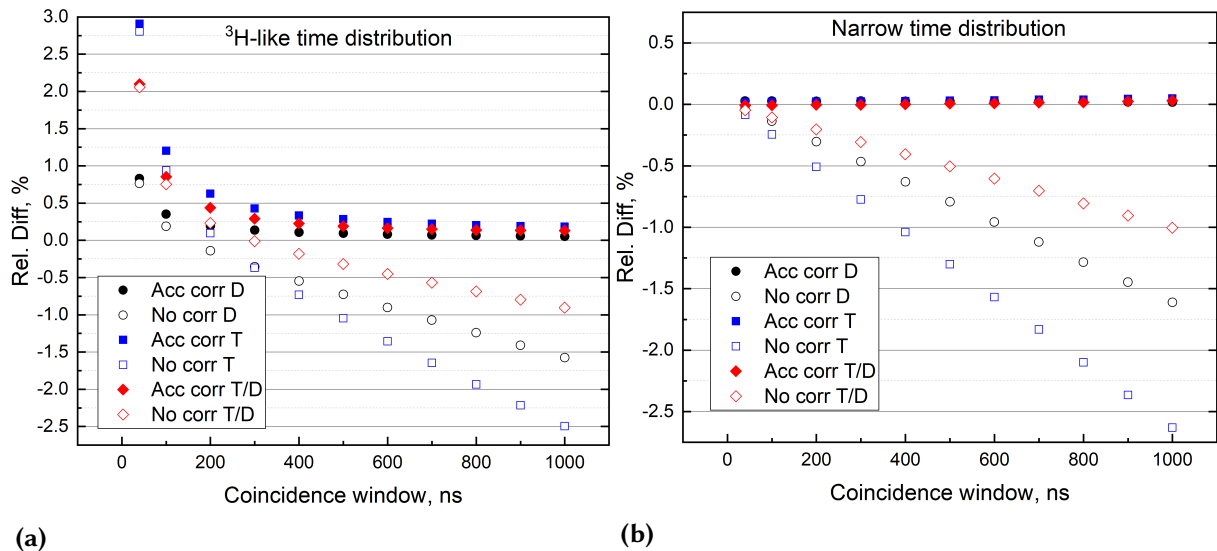 ³H-like time distribution
3.0
2.5
2.0
1.5
1.0
0.5
0.0
-0.5
-1.0
-1.5
-2.0
-2.5
Rel. Diff, %
Acc corr D
No corr D
Acc corr T
No corr T
Acc corr T/D
No corr T/D
0 200 400 600 800 1000
Coincidence window, ns
(a)
Narrow time distribution
0.5
0.0
-0.5
-1.0
-1.5
-2.0
-2.5
Rel. Diff, %
Acc corr D
No corr D
Acc corr T
No corr T
Acc corr T/D
No corr T/D
0 200 400 600 800 1000
Coincidence window, ns
(b)